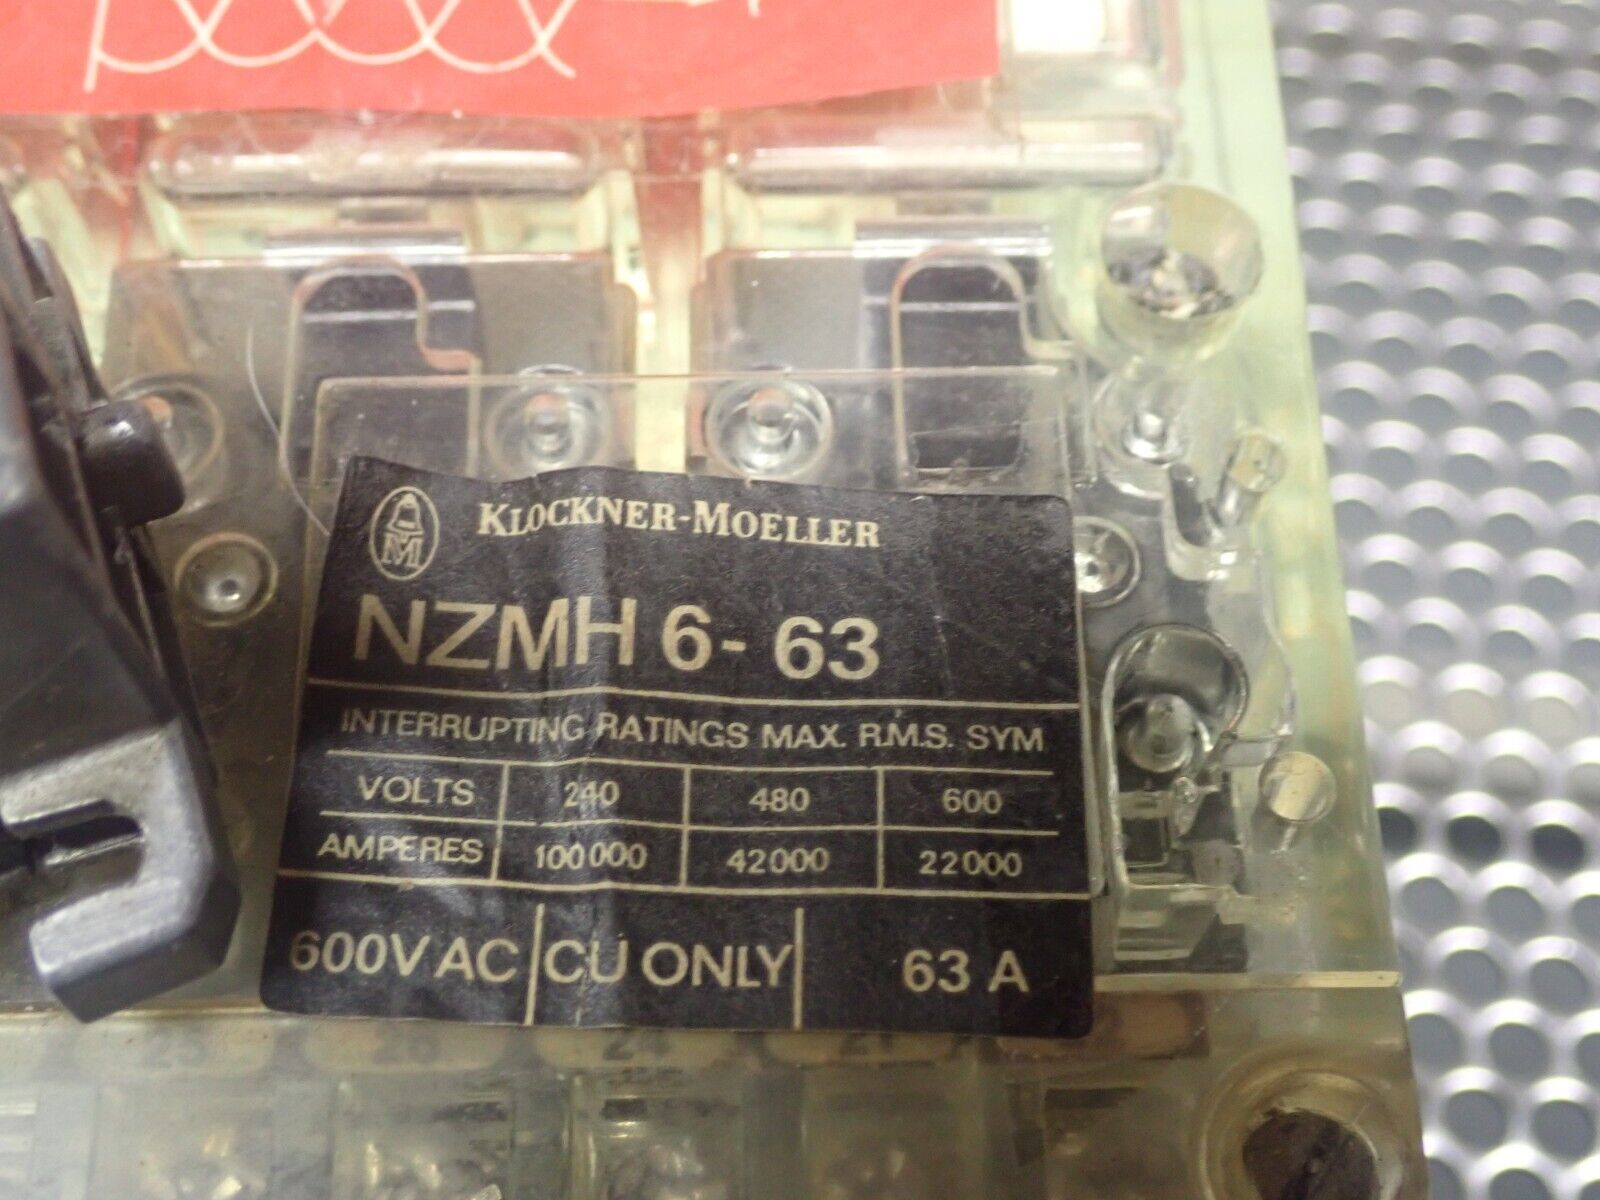 KLOCKNER-MOELLER
M
NZMH 6-63
INTERRUPTING RATINGS MAX. R.M.S. SYM
VOLTS 240 480 600
AMPERES 100000 42000 22000
600V AC CU ONLY 63 A
24